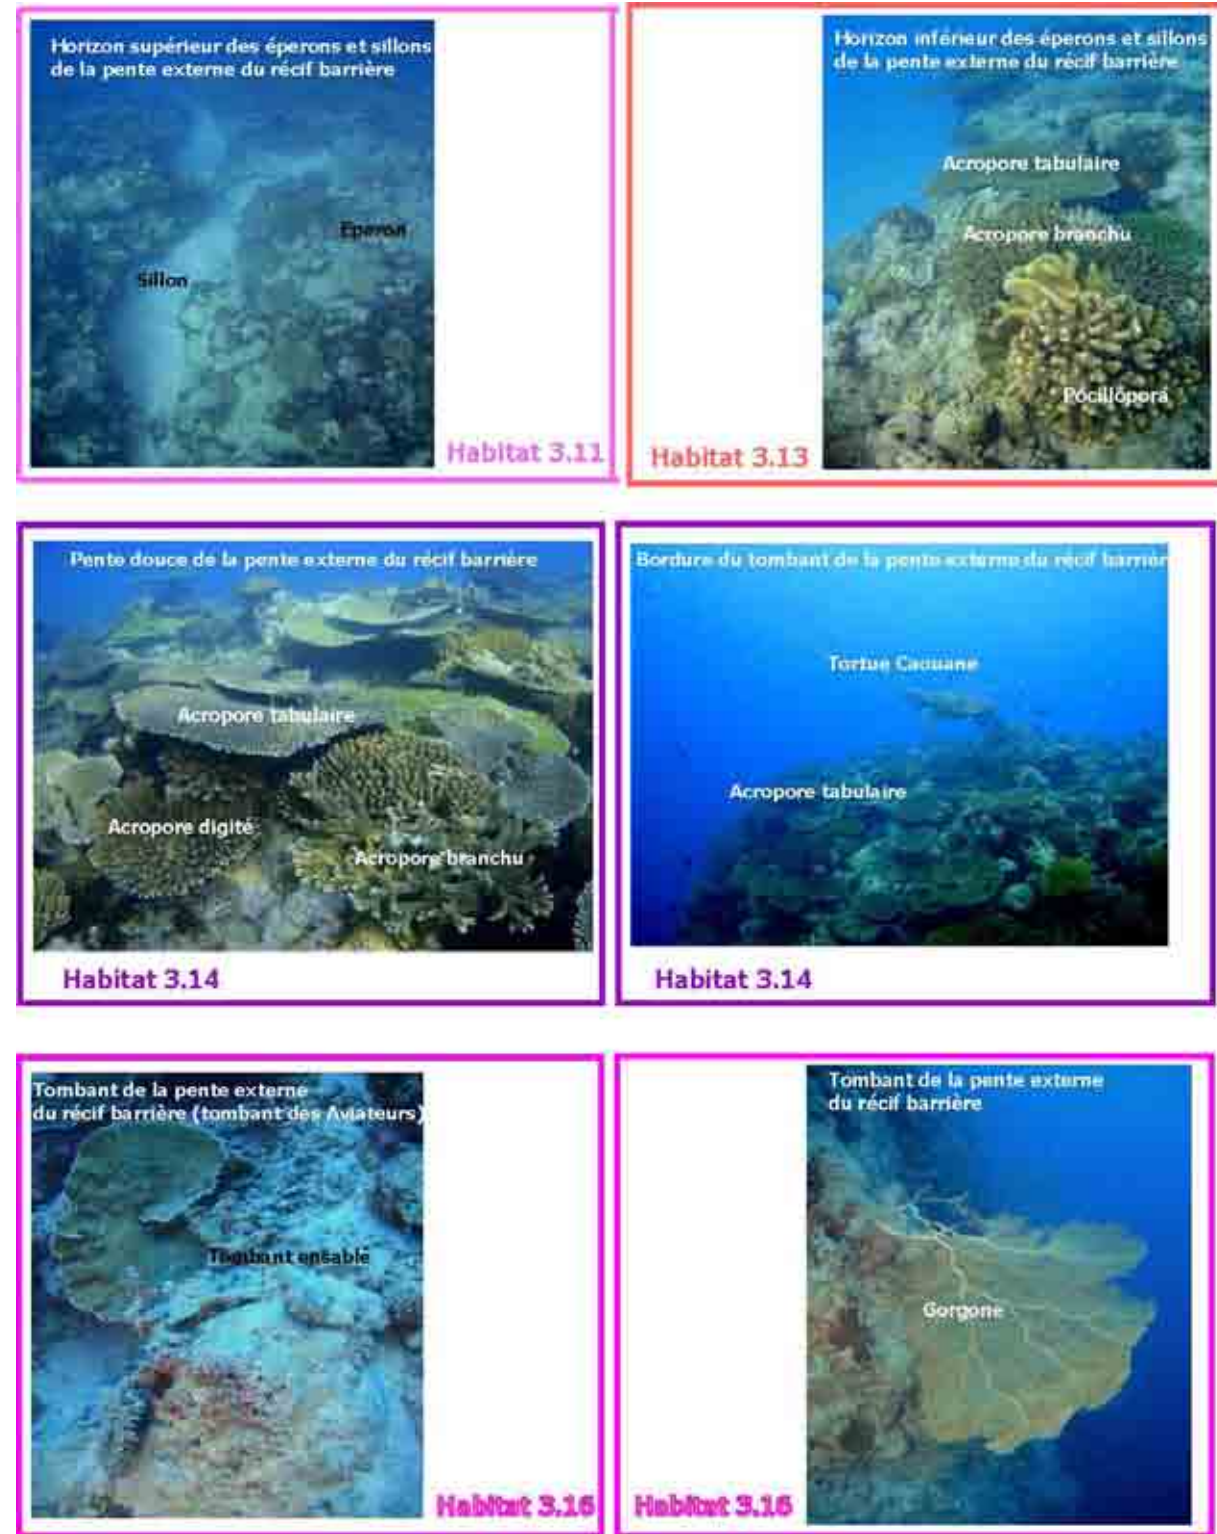 Horizon supérieur des éperons et sillons
de la pente externe du récif barrière
Eperon
Sillon
Habitat 3.11
Horizon inférieur des éperons et sillons
de la pente externe du récif barrière
Acropore tabulaire
Acropore branchu
Pocillopora
Habitat 3.13
Pente douce de la pente externe du récif barrière
Acropore tabulaire
Acropore digité
Acropore branchu
Habitat 3.14
Bordure du tombant de la pente externe du récif barrièr
Tortue Caouane
Acropore tabulaire
Habitat 3.14
Tombant de la pente externe
du récif barrière (tombant des Aviateurs)
Tombant ensablé
Habitat 3.16
Tombant de la pente externe
du récif barrière
Gorgone
Habitat 3.16